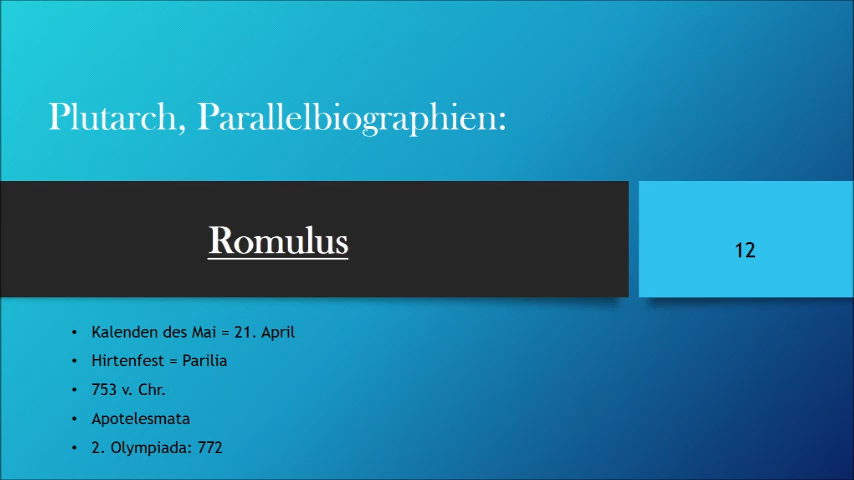 Plutarch, Parallelbiographien:
Romulus
12
• Kalenden des Mai = 21. April
• Hirtenfest = Parilia
• 753 v. Chr.
• Apotelesmata
• 2. Olympiada: 772